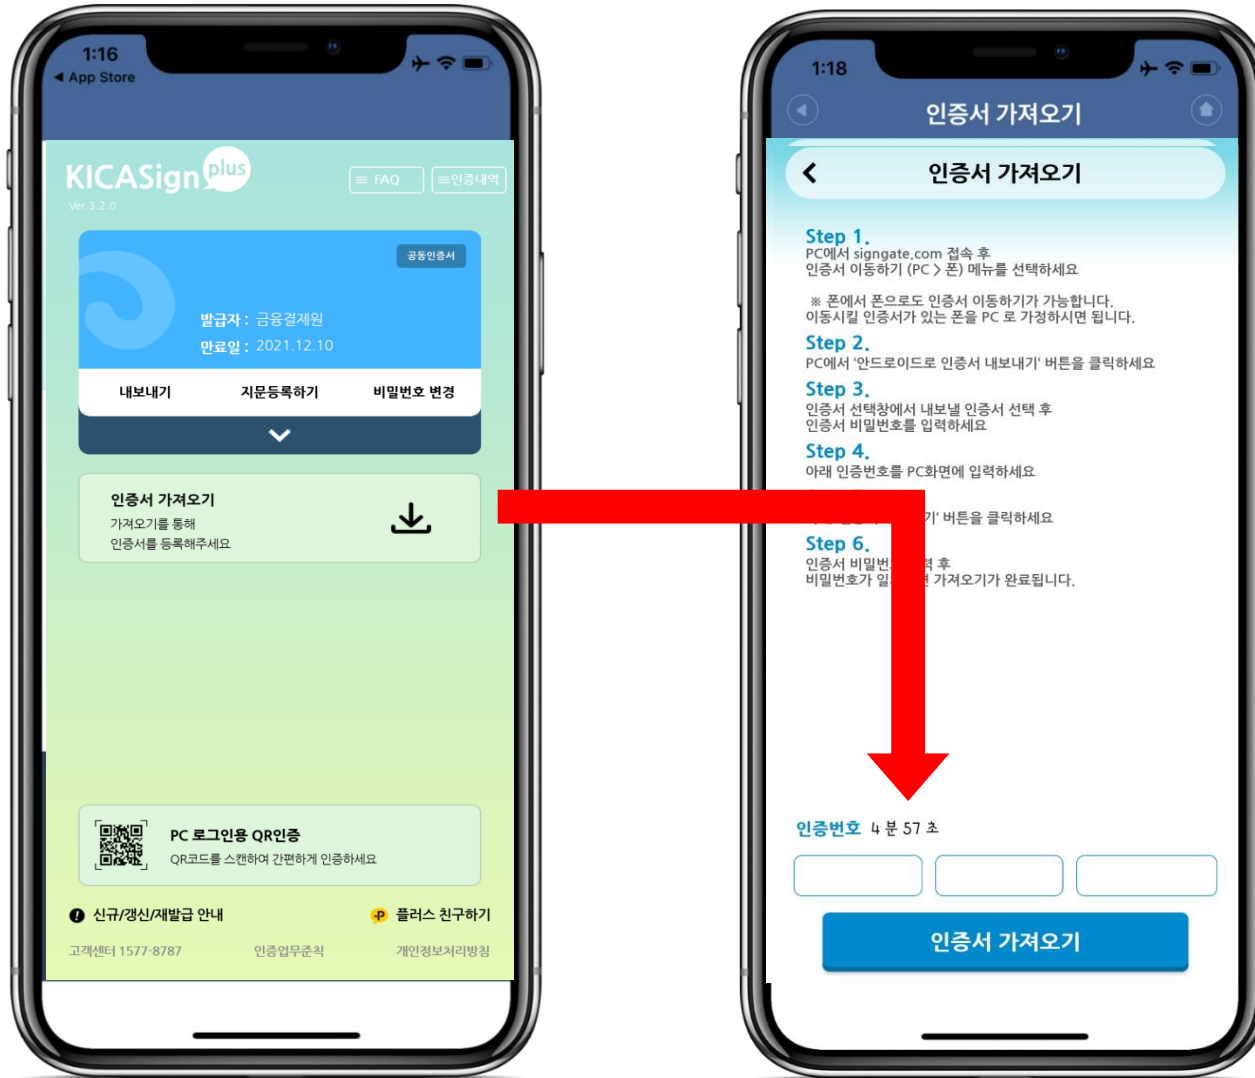 1:16
App Store
KICASign plus
Ver.3.2.0
FAQ
인증내역
공동인증서
발급자 : 금융결제원
만료일 : 2021.12.10
내보내기
지문등록하기
비밀번호 변경
인증서 가져오기
가져오기를 통해
인증서를 등록해주세요
PC 로그인용 QR인증
QR코드를 스캔하여 간편하게 인증하세요
신규/갱신/재발급 안내
플러스 친구하기
고객센터 1577-8787
인증업무준칙
개인정보처리방침
1:18
인증서 가져오기
인증서 가져오기
Step 1.
PC에서 signgate.com 접속 후
인증서 이동하기 (PC > 폰) 메뉴를 선택하세요
※ 폰에서 폰으로도 인증서 이동하기가 가능합니다.
이동시킬 인증서가 있는 폰을 PC 로 가정하시면 됩니다.
Step 2.
PC에서 '안드로이드로 인증서 내보내기' 버튼을 클릭하세요
Step 3.
인증서 선택창에서 내보낼 인증서 선택 후
인증서 비밀번호를 입력하세요
Step 4.
아래 인증번호를 PC화면에 입력하세요
기' 버튼을 클릭하세요
Step 6.
인증서 비밀번 력 후
비밀번호가 일 면 가져오기가 완료됩니다.
인증번호 4 분 57 초
인증서 가져오기